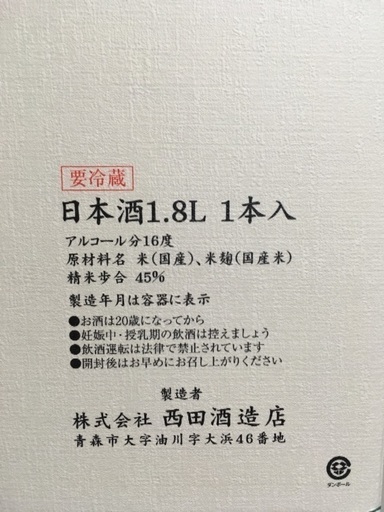 要冷蔵
日本酒1.8L 1本入
アルコール分16度
原材料名 米(国産)、米麹(国産米)
精米歩合 45%
製造年月は容器に表示
●お酒は20歳になってから
●妊娠中・授乳期の飲酒は控えましょう
●飲酒運転は法律で禁止されています
●開封後はお早めにお召し上がりください
製造者
株式会社 西田酒造店
青森市大字油川字大浜46番地
ダンボール